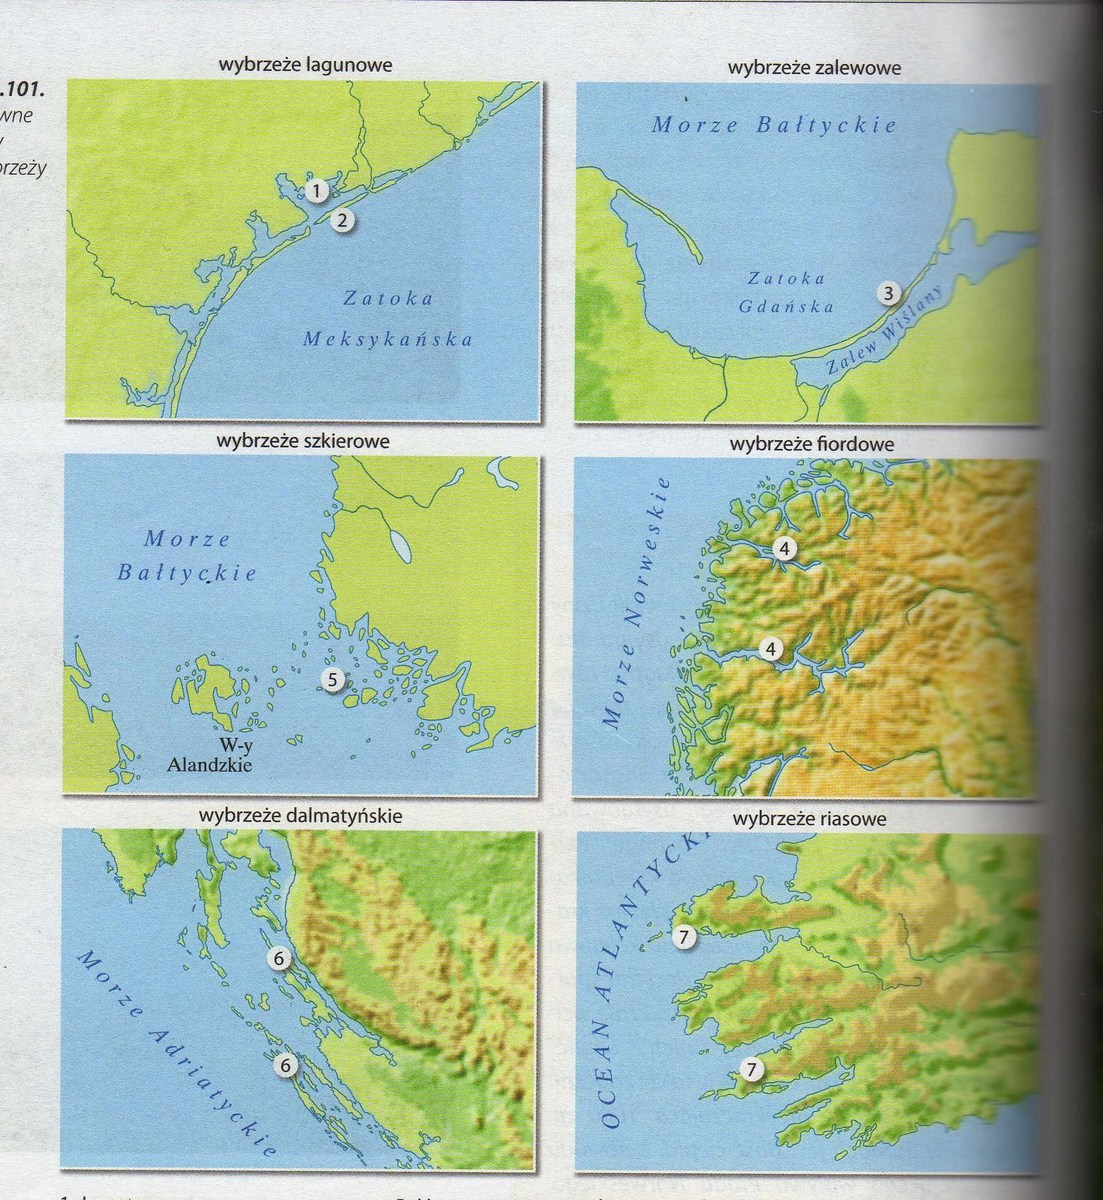 wybrzeże lagunowe
wybrzeże zalewowe
.101.
wne
y
orzeży
1
2
Zatoka
Meksykańska
Morze Bałtyckie
Zatoka
Gdańska
3
Zalew Wiślany
wybrzeże szkierowe
wybrzeże fiordowe
Morze
Bałtyckie
5
W-y
Alandzkie
Morze Norweskie
4
4
wybrzeże dalmatyńskie
wybrzeże riasowe
Morze Adriatyckie
6
6
OCEAN ATLANTYCKI
7
7